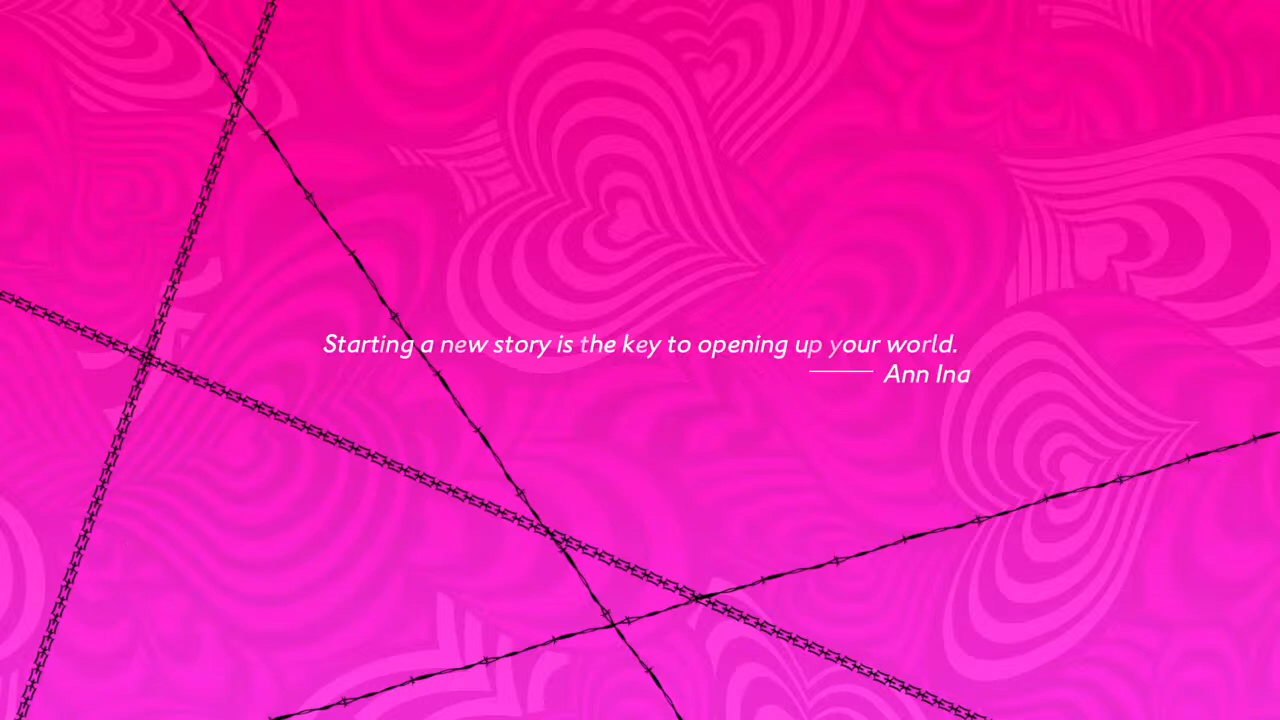 Starting a new story is the key to opening up your world.
—— Ann Ina